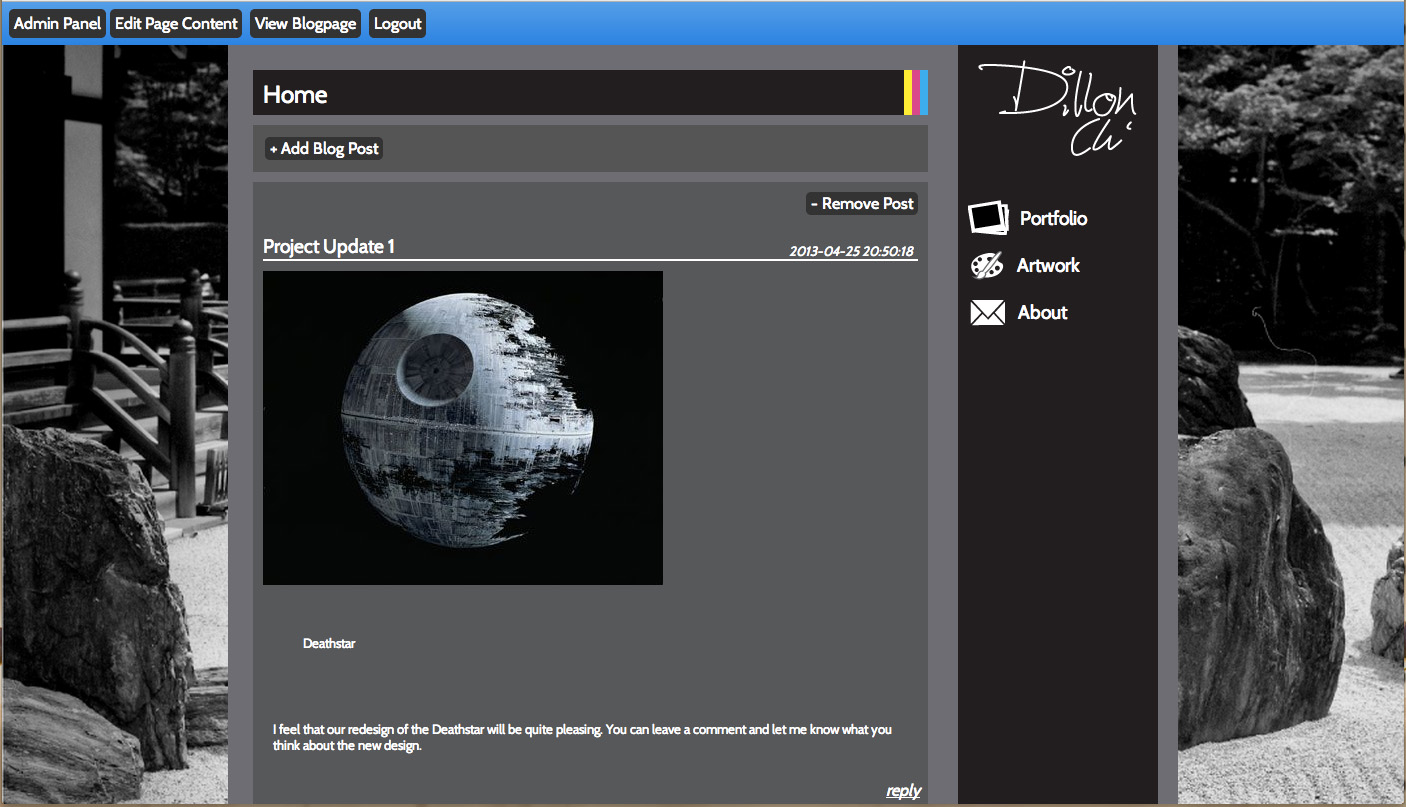 Admin Panel Edit Page Content View Blogpage Logout
Home
+ Add Blog Post
- Remove Post
Project Update 1 2013-04-25 20:50:18
Deathstar
I feel that our redesign of the Deathstar will be quite pleasing. You can leave a comment and let me know what you
think about the new design.
reply
Dillon
Chi
Portfolio
Artwork
About